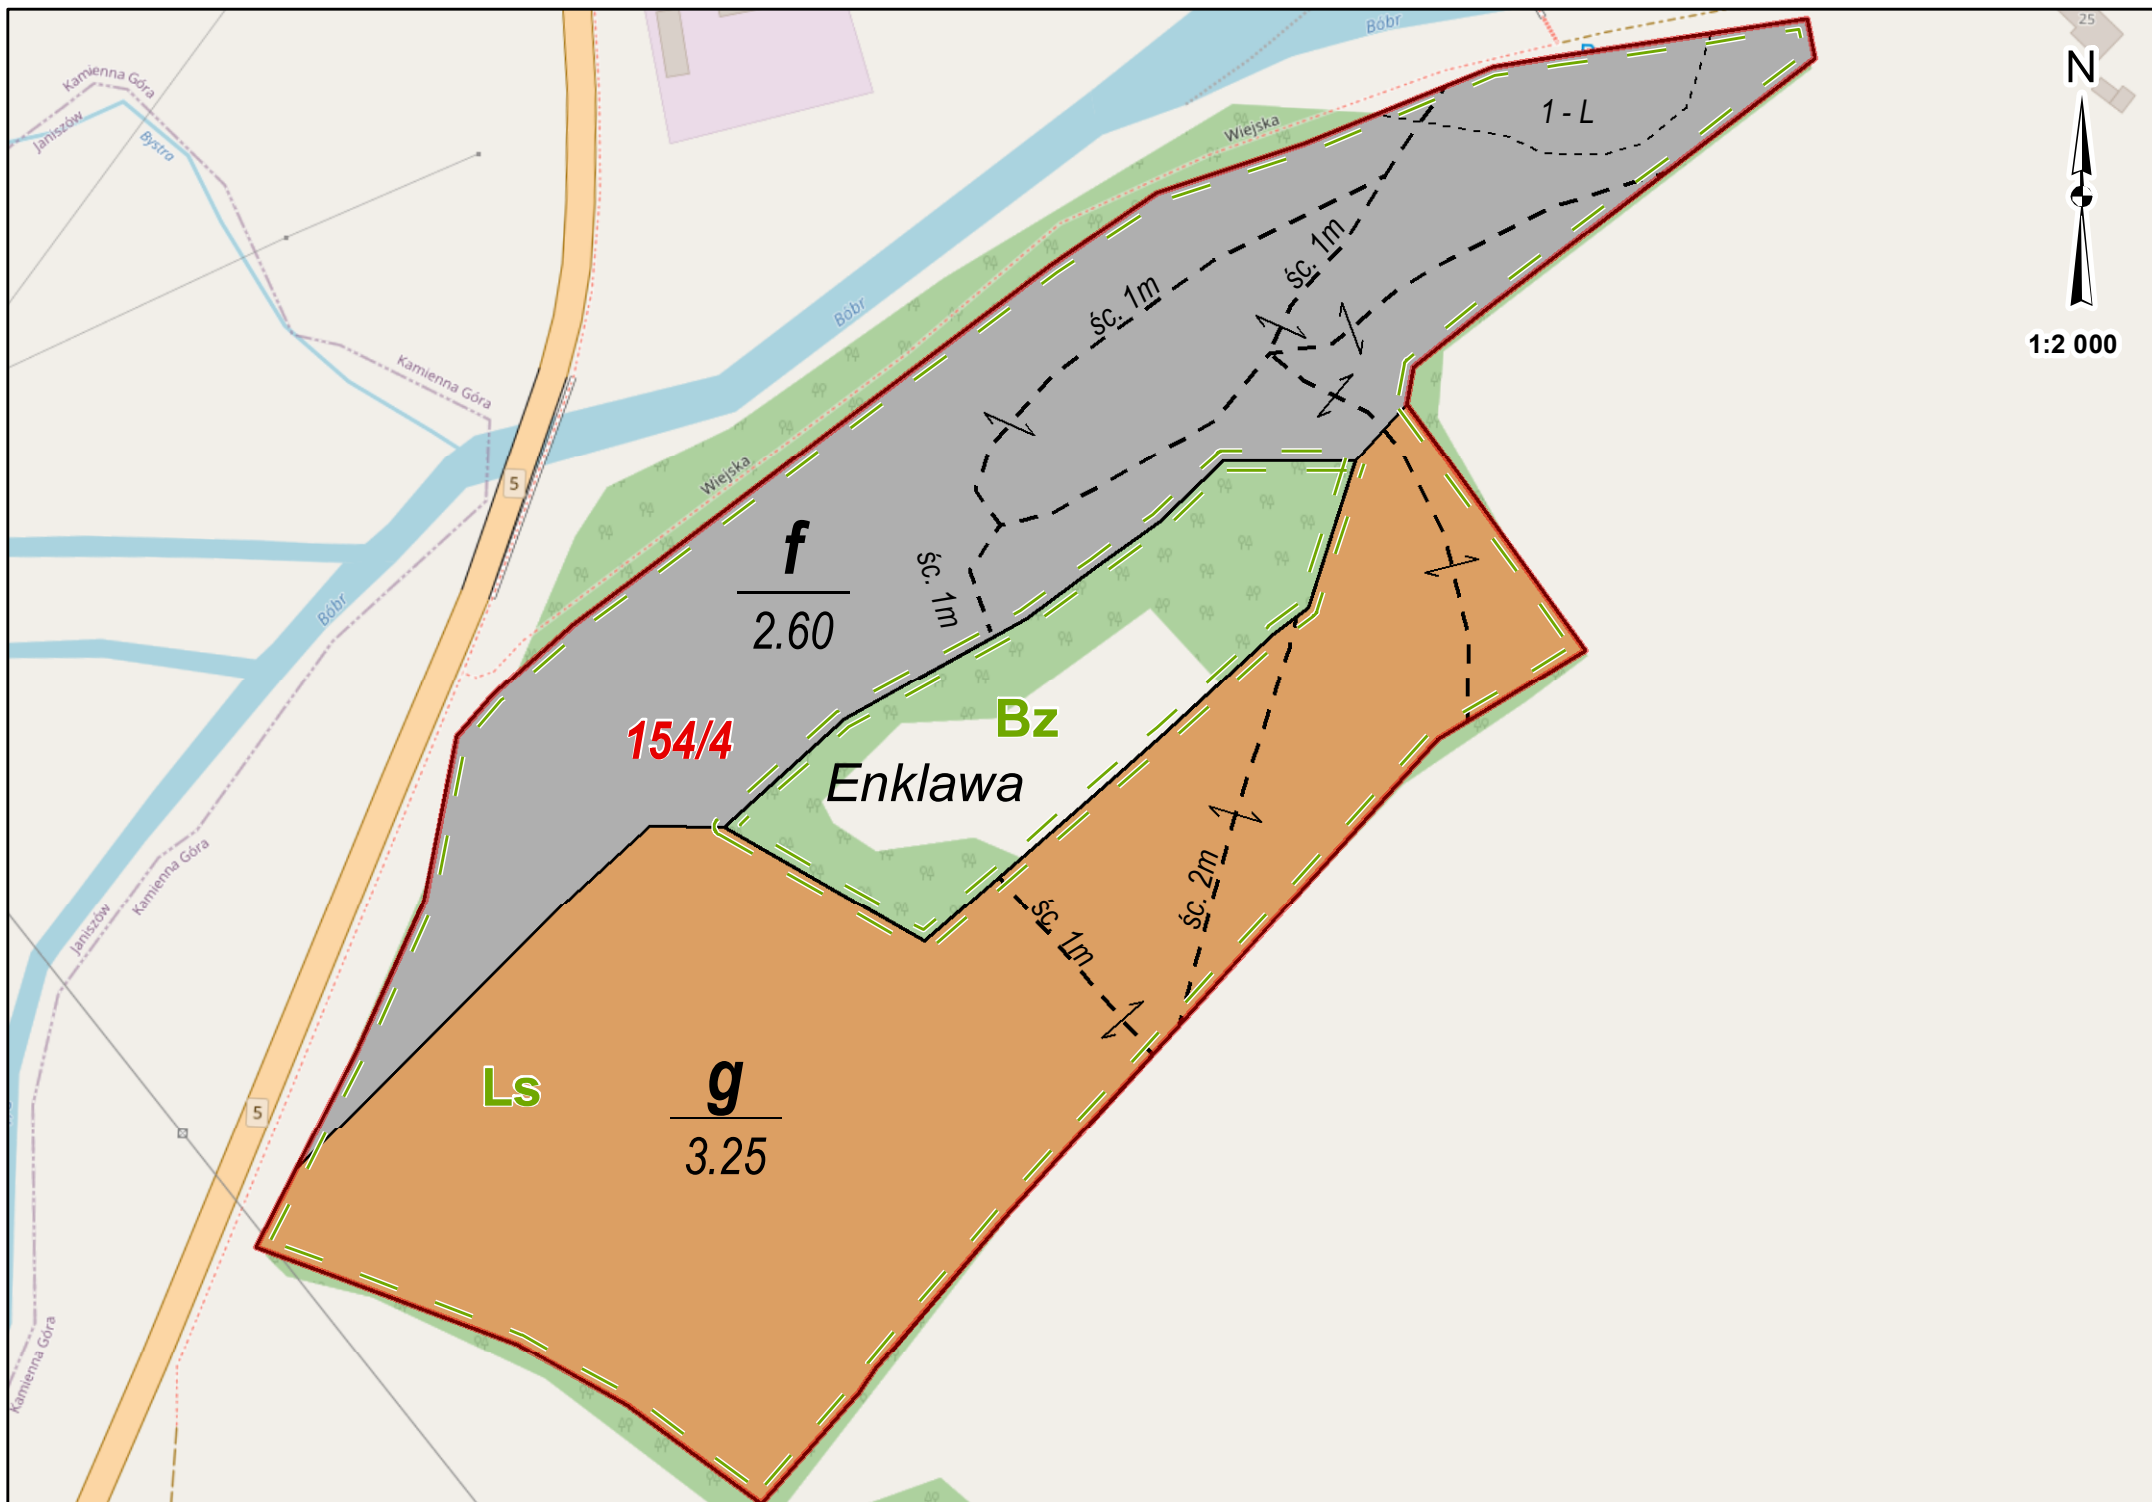 Kamienna Góra
Janiszów
Bystra
Bóbr
Wiejska
1 - L
25
N
1:2 000
śc. 1m
śc. 1m
Bóbr
Kamienna Góra
5
Wiejska
f
2.60
śc. 1m
Bóbr
154/4
Bz
Enklawa
Kamienna Góra
Janiszów
śc. 2m
śc. 1m
Ls
g
3.25
5
Kamienna Góra